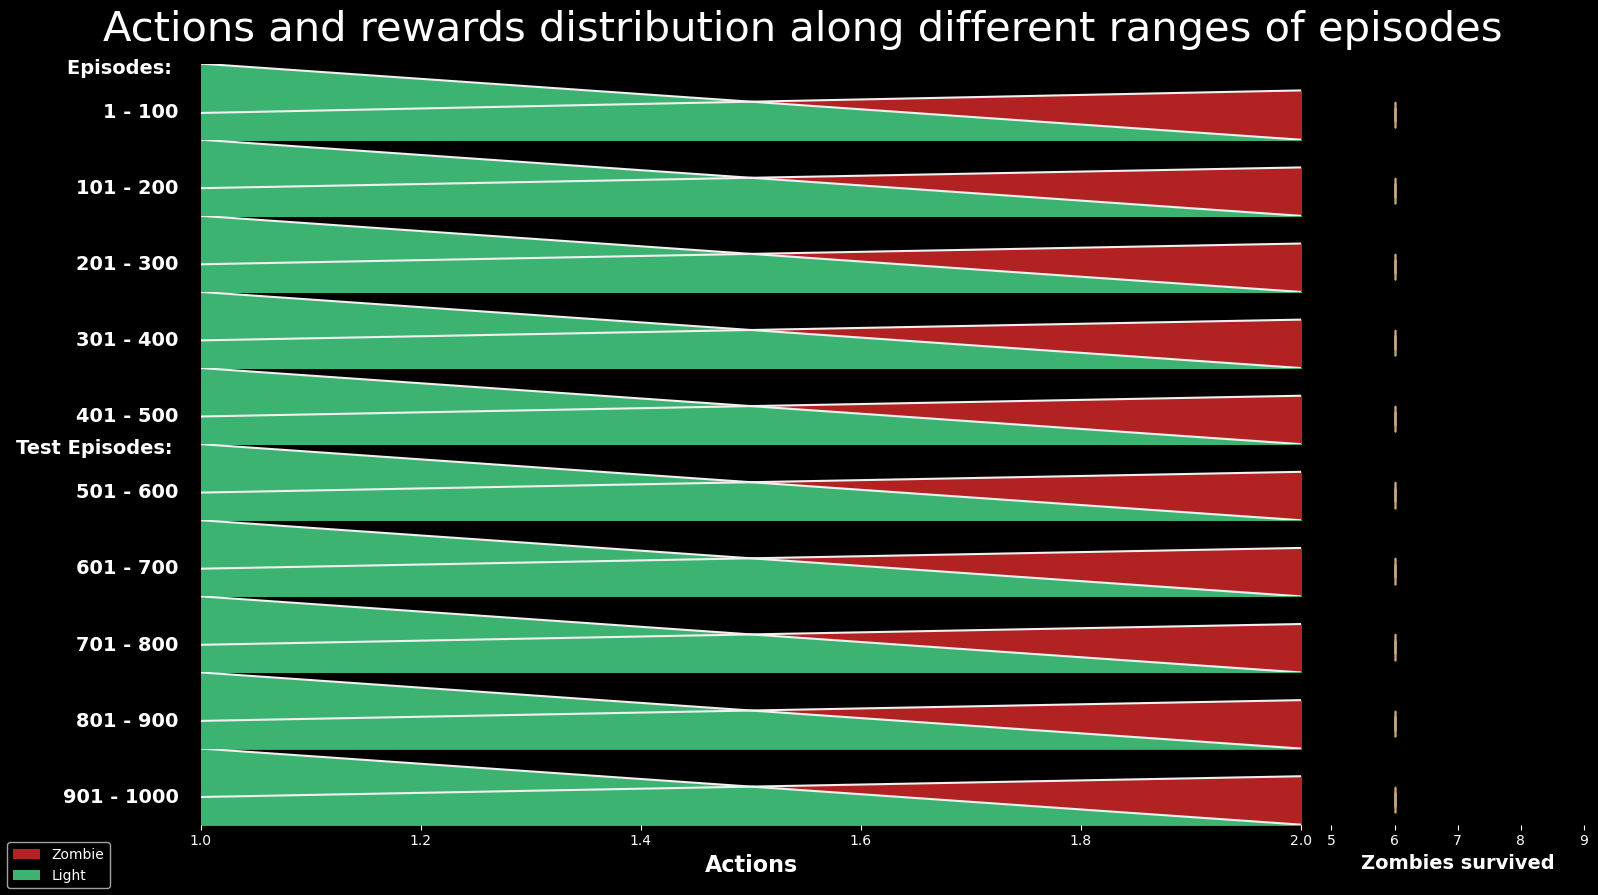 Actions and rewards distribution along different ranges of episodes
Episodes:
1 - 100
101 - 200
201 - 300
301 - 400
401 - 500
Test Episodes:
501 - 600
601 - 700
701 - 800
801 - 900
901 - 1000
1.0 1.2 1.4 1.6 1.8 2.0 5 6 7 8 9
Actions
Zombies survived
Zombie
Light